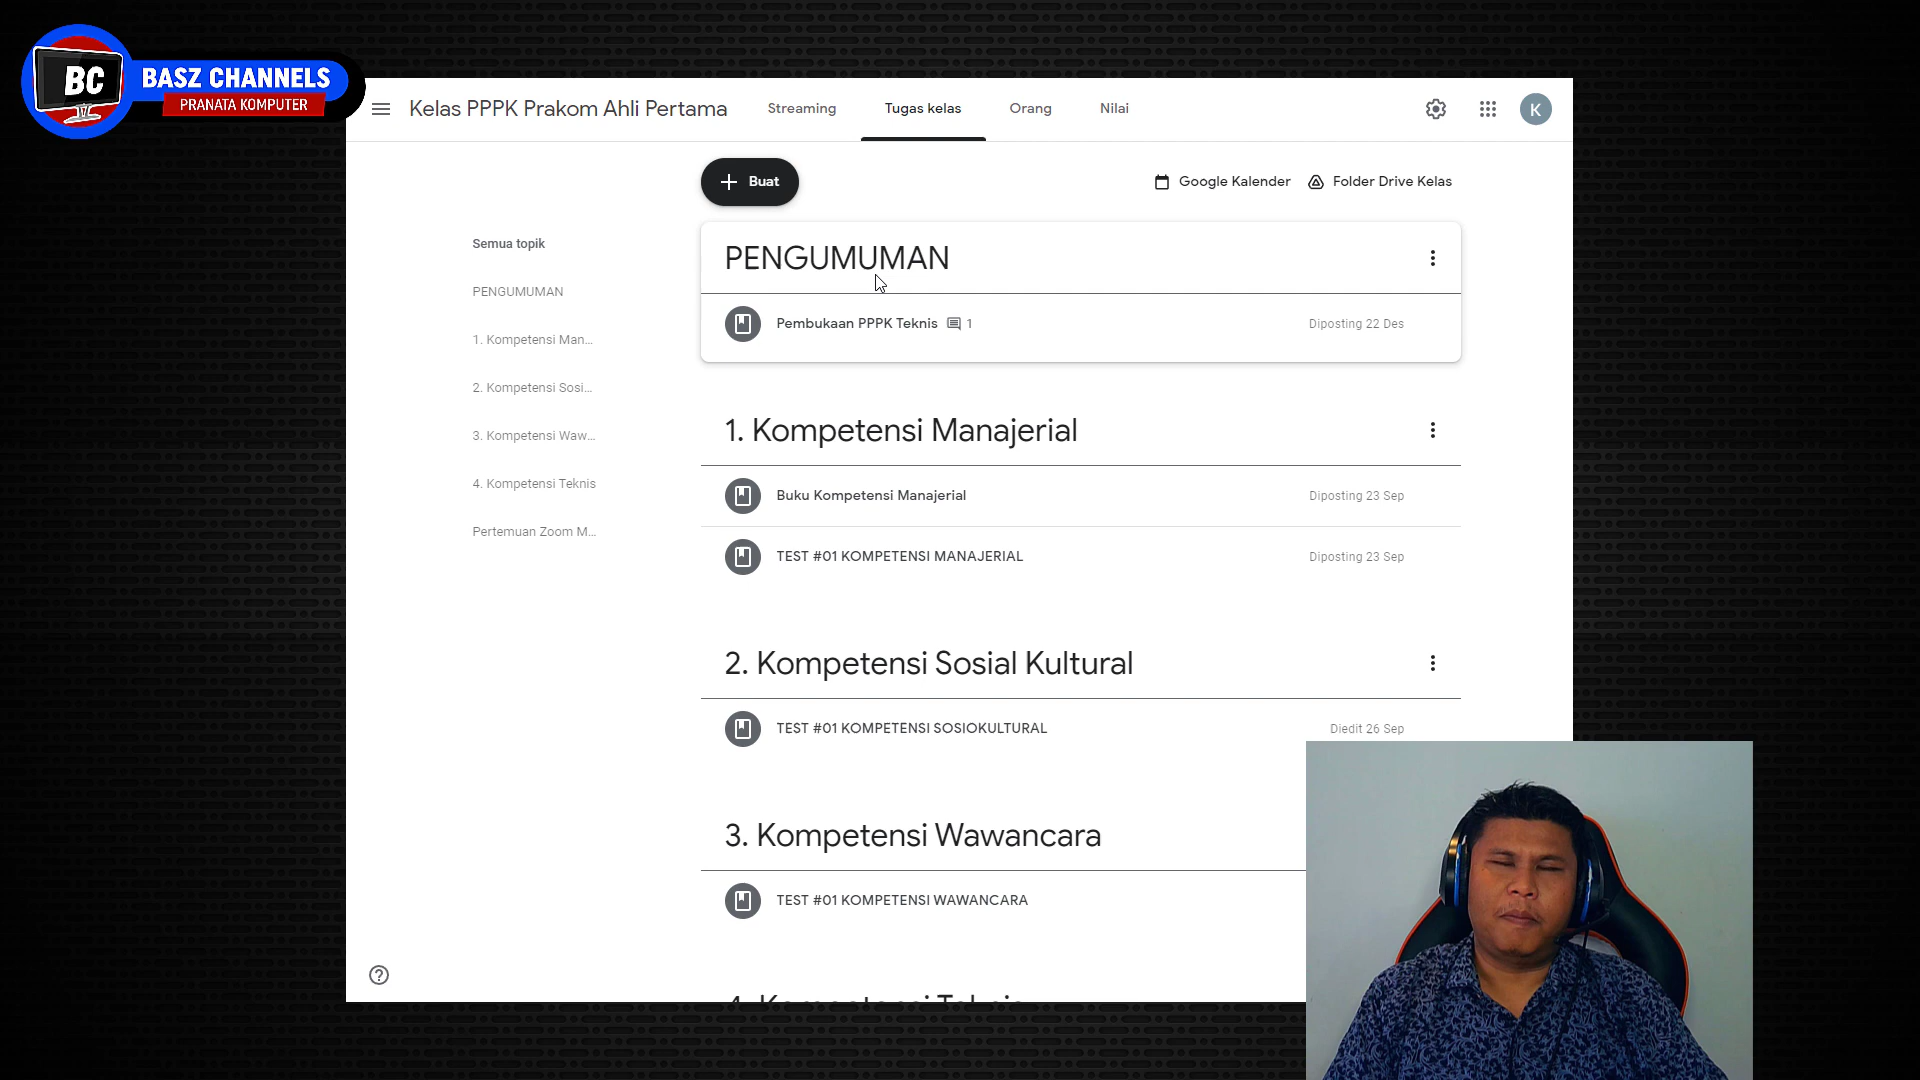 BC
BASZ CHANNELS
PRANATA KOMPUTER
Kelas PPPK Prakom Ahli Pertama
Streaming
Tugas kelas
Orang
Nilai
K
Buat
Google Kalender
Folder Drive Kelas
Semua topik
PENGUMUMAN
1. Kompetensi Man...
2. Kompetensi Sosi...
3. Kompetensi Waw...
4. Kompetensi Teknis
Pertemuan Zoom M...
PENGUMUMAN
Pembukaan PPPK Teknis 1
Diposting 22 Des
1. Kompetensi Manajerial
Buku Kompetensi Manajerial
Diposting 23 Sep
TEST #01 KOMPETENSI MANAJERIAL
Diposting 23 Sep
2. Kompetensi Sosial Kultural
TEST #01 KOMPETENSI SOSIOKULTURAL
Diedit 26 Sep
3. Kompetensi Wawancara
TEST #01 KOMPETENSI WAWANCARA
4. Kompetensi Teknis